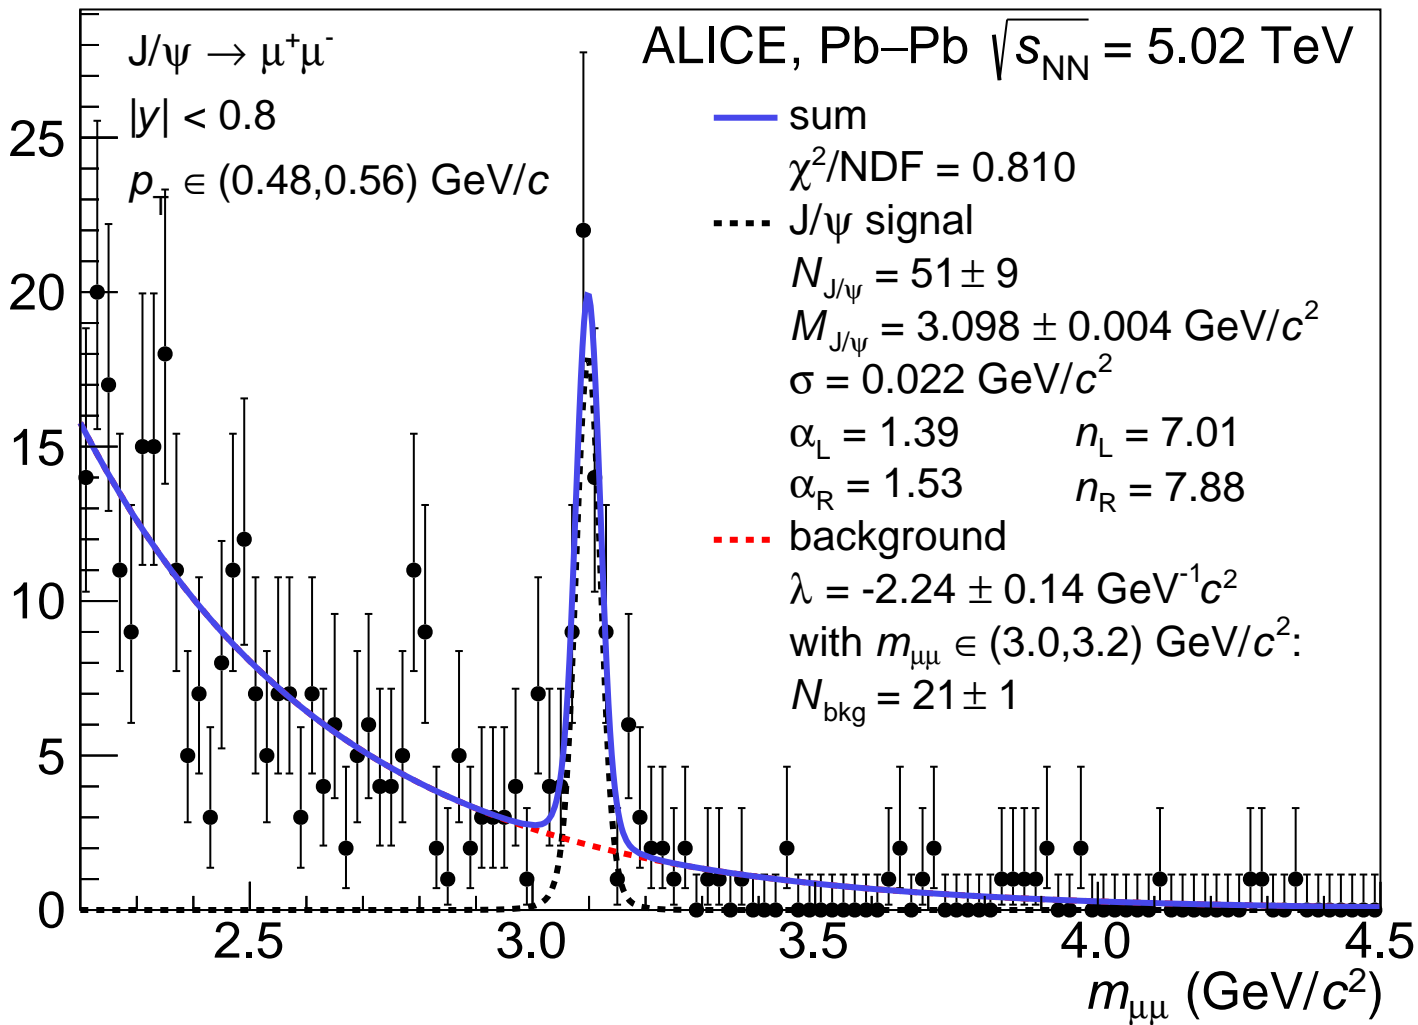 J/ψ → μ⁺μ⁻
|y| < 0.8
p_T ∈ (0.48,0.56) GeV/c
ALICE, Pb–Pb √s_NN = 5.02 TeV
sum
χ²/NDF = 0.810
J/ψ signal
N_J/ψ = 51 ± 9
M_J/ψ = 3.098 ± 0.004 GeV/c²
σ = 0.022 GeV/c²
α_L = 1.39 n_L = 7.01
α_R = 1.53 n_R = 7.88
background
λ = -2.24 ± 0.14 GeV⁻¹c²
with m_μμ ∈ (3.0,3.2) GeV/c²:
N_bkg = 21 ± 1
25
20
15
10
5
0
2.5 3.0 3.5 4.0 4.5
m_μμ (GeV/c²)